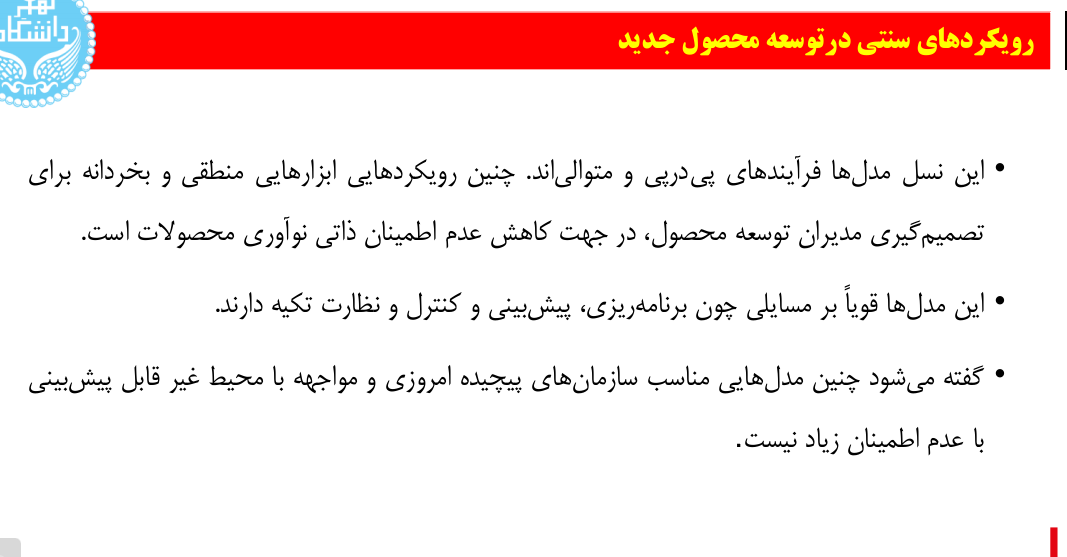 رویکردهای سنتی درتوسعه محصول جدید
دانشگاه
• این نسل مدل‌ها فرآیندهای پی‌درپی و متوالی‌اند. چنین رویکردهایی ابزارهایی منطقی و بخردانه برای
تصمیم‌گیری مدیران توسعه محصول، در جهت کاهش عدم اطمینان ذاتی نوآوری محصولات است.
• این مدل‌ها قویاً بر مسایلی چون برنامه‌ریزی، پیش‌بینی و کنترل و نظارت تکیه دارند.
• گفته می‌شود چنین مدل‌هایی مناسب سازمان‌های پیچیده امروزی و مواجهه با محیط غیر قابل پیش‌بینی
با عدم اطمینان زیاد نیست.